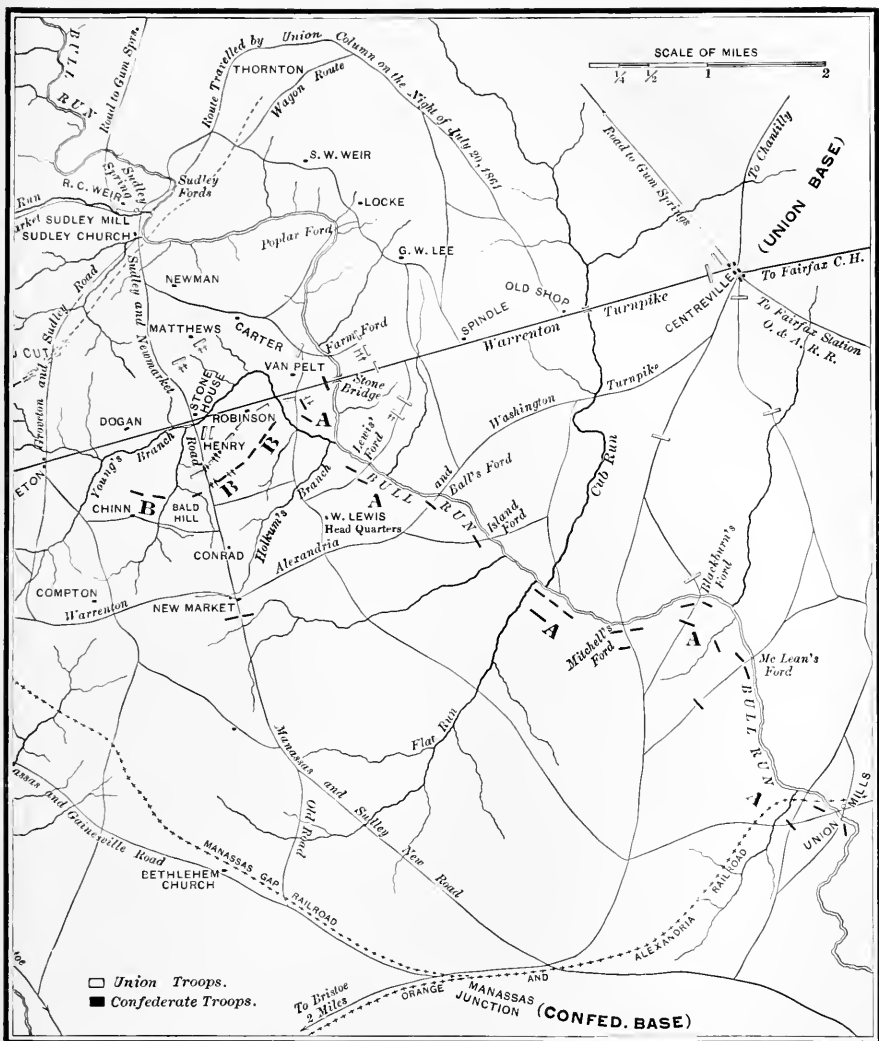 SCALE OF MILES
1/4 1/2 1 2
BULL RUN
Road to Gum Sprs.
Route Travelled by Union Column on the Night of July 20, 1861
THORNTON
Wagon Route
S. W. WEIR
Road to Gum Springs
To Chantilly
(UNION BASE)
R. C. WEIR
Sudley Spring
Sudley Fords
LOCKE
Run
SUDLEY MILL
SUDLEY CHURCH
Poplar Ford
G. W. LEE
To Fairfax C. H.
CENTREVILLE
To Fairfax Station
O. & A. R. R.
NEWMAN
OLD SHOP
SPINDLE
Warrenton Turnpike
Sudley and Newmarket Road
Sudley Road
MATTHEWS
CARTER
Farm Ford
VAN PELT
Stone Bridge
CUT
STONE HOUSE
DOGAN
ROBINSON
HENRY
A
B
B
Lewis' Ford
Washington Turnpike
Young's Branch
ETON
CHINN
B
BALD HILL
Holkum's Branch
A
BULL RUN
and
Ball's Ford
Cub Run
W. LEWIS
Head Quarters
Island Ford
CONRAD
Alexandria
COMPTON
Warrenton
NEW MARKET
Blackburn's Ford
A
Mitchell's Ford
A
Mc Lean's Ford
BULL RUN
Flat Run
Manassas and Sudley New Road
Old Road
A
UNION MILLS
assas and Gainesville Road
MANASSAS GAP RAILROAD
BETHLEHEM CHURCH
ORANGE AND ALEXANDRIA RAILROAD
Union Troops.
Confederate Troops.
To Bristoe
2 Miles
MANASSAS JUNCTION
(CONFED. BASE)